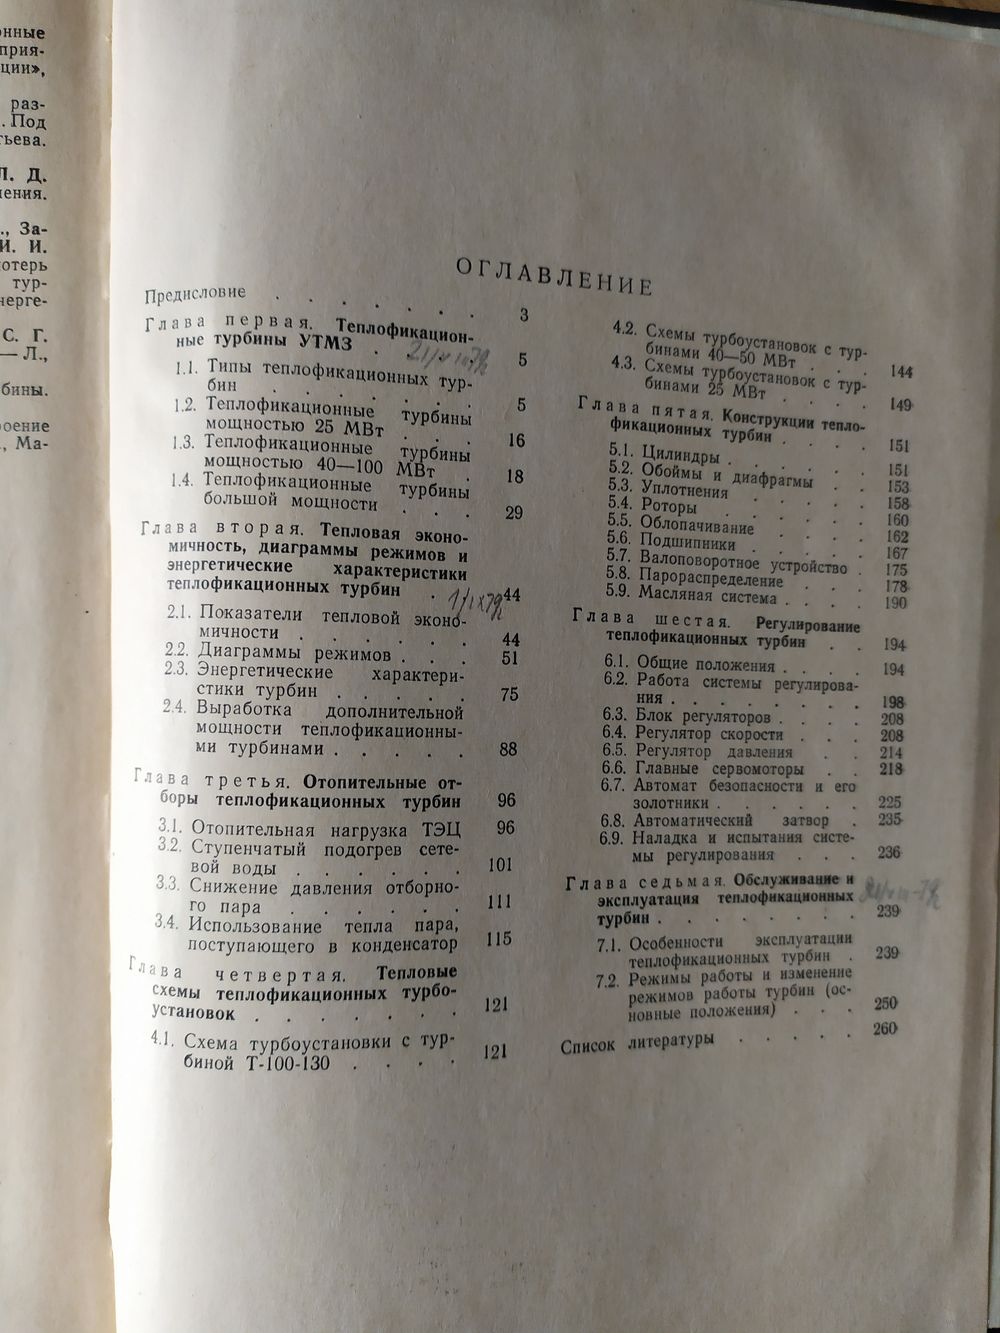 онные
прия-
ции»,
раз-
. Под
тьева.
Л. Д.
ения.
., За-
И. И.
отерь
тур-
нерге-
С. Г.
— Л.,
бины.
оение
., Ма-
ОГЛАВЛЕНИЕ
Предисловие . . . . . . . 3
Глава первая. Теплофикацион-
ные турбины УТМЗ . . . . 5
1.1. Типы теплофикационных тур-
бин . . . . . . . 5
1.2. Теплофикационные турбины
мощностью 25 МВт . . . 16
1.3. Теплофикационные турбины
мощностью 40—100 МВт . 18
1.4. Теплофикационные турбины
большой мощности . . . 29
Глава вторая. Тепловая эконо-
мичность, диаграммы режимов и
энергетические характеристики
теплофикационных турбин . 44
2.1. Показатели тепловой эконо-
мичности . . . . . . 44
2.2. Диаграммы режимов . . . 51
2.3. Энергетические характери-
стики турбин . . . . . 75
2.4. Выработка дополнительной
мощности теплофикационны-
ми турбинами . . . . . 88
Глава третья. Отопительные от-
боры теплофикационных турбин 96
3.1. Отопительная нагрузка ТЭЦ 96
3.2. Ступенчатый подогрев сете-
вой воды . . . . . . 101
3.3. Снижение давления отборно-
го пара . . . . . . 111
3.4. Использование тепла пара,
поступающего в конденсатор 115
Глава четвертая. Тепловые
схемы теплофикационных турбо-
установок . . . . . . . 121
4.1. Схема турбоустановки с тур-
биной Т-100-130 . . . . 121
4.2. Схемы турбоустановок с тур-
бинами 40—50 МВт . . . 144
4.3. Схемы турбоустановок с тур-
бинами 25 МВт . . . . 149
Глава пятая. Конструкции тепло-
фикационных турбин . . . . 151
5.1. Цилиндры . . . . . . 151
5.2. Обоймы и диафрагмы . . 153
5.3. Уплотнения . . . . . 158
5.4. Роторы . . . . . . 160
5.5. Облопачивание . . . . 162
5.6. Подшипники . . . . . 167
5.7. Валоповоротное устройство . 175
5.8. Парораспределение . . . 178
5.9. Масляная система . . . . 190
Глава шестая. Регулирование
теплофикационных турбин . . 194
6.1. Общие положения . . . . 194
6.2. Работа системы регулирова-
ния . . . . . . . . 198
6.3. Блок регуляторов . . . . 208
6.4. Регулятор скорости . . . 208
6.5. Регулятор давления . . . 214
6.6. Главные сервомоторы . . 218
6.7. Автомат безопасности и его
золотники . . . . . . 225
6.8. Автоматический затвор . 235
6.9. Наладка и испытания систе-
мы регулирования . . . 236
Глава седьмая. Обслуживание и
эксплуатация теплофикационных
турбин . . . . . . . . 239
7.1. Особенности эксплуатации
теплофикационных турбин . 239
7.2. Режимы работы и изменение
режимов работы турбин (ос-
новные положения) . . . 250
Список литературы . . . . . 260